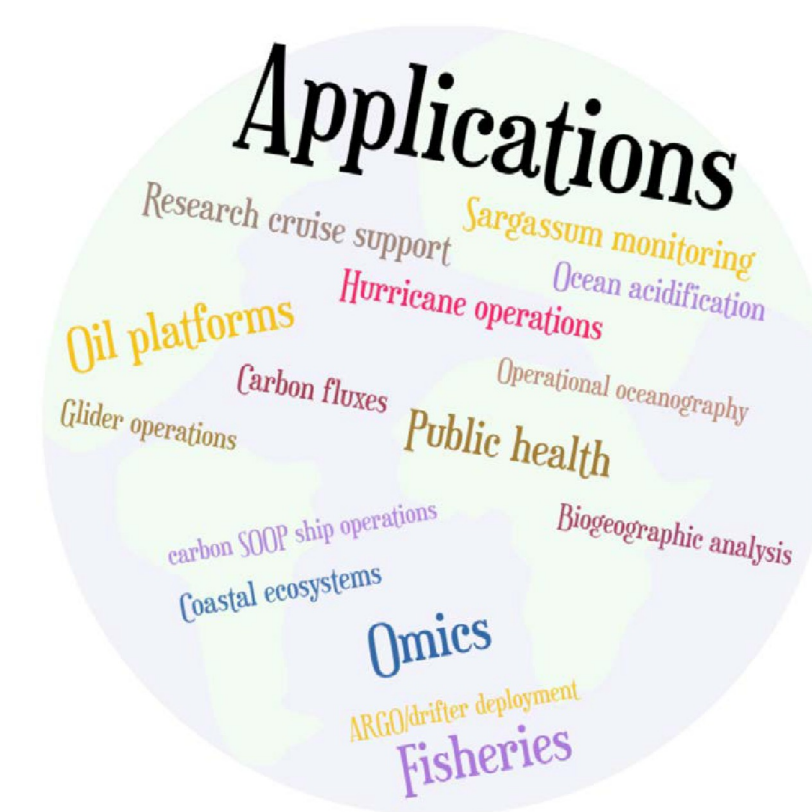 Applications
Research cruise support
Sargassum monitoring
Ocean acidification
Hurricane operations
Oil platforms
Carbon fluxes
Operational oceanography
Glider operations
Public health
carbon SOOP ship operations
Biogeographic analysis
Coastal ecosystems
Omics
ARGO/drifter deployment
Fisheries